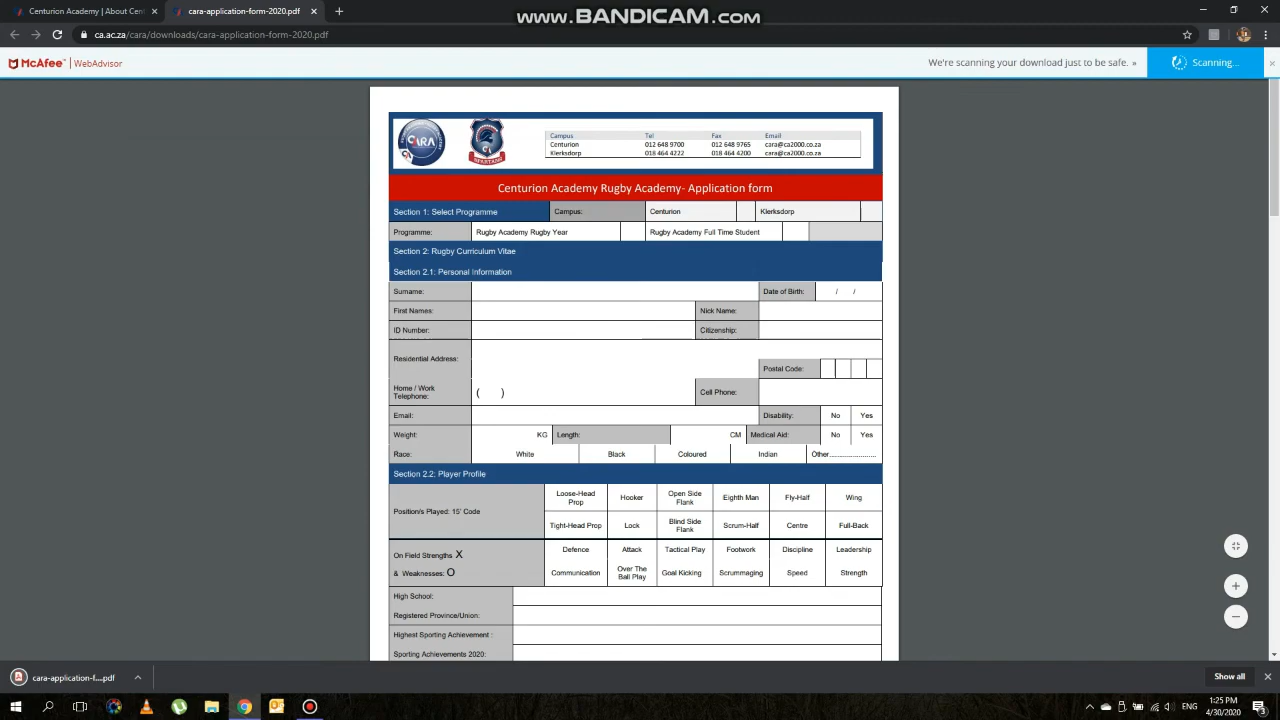 www.BANDICAM.com
Centurion Academy | About Cent
cara-application-form-2020.pdf
ca.ac.za/cara/downloads/cara-application-form-2020.pdf
McAfee | WebAdvisor
We're scanning your download just to be safe. »
Scanning...
CARA
SPARTANS
Campus Tel Fax Email
Centurion 012 648 9700 012 648 9765 cara@ca2000.co.za
Klerksdorp 018 464 4222 018 464 4200 cara@ca2000.co.za
Centurion Academy Rugby Academy- Application form
Section 1: Select Programme Campus: Centurion Klerksdorp
Programme: Rugby Academy Rugby Year Rugby Academy Full Time Student
Section 2: Rugby Curriculum Vitae
Section 2.1: Personal Information
Surname: Date of Birth: / /
First Names: Nick Name:
ID Number: Citizenship:
Residential Address:
Postal Code:
Home / Work
Telephone: ( ) Cell Phone:
Email: Disability: No Yes
Weight: KG Length: CM Medical Aid: No Yes
Race: White Black Coloured Indian Other........................
Section 2.2: Player Profile
Position/s Played: 15' Code
Loose-Head Prop Hooker Open Side Flank Eighth Man Fly-Half Wing
Tight-Head Prop Lock Blind Side Flank Scrum-Half Centre Full-Back
On Field Strengths X
& Weaknesses: O
Defence Attack Tactical Play Footwork Discipline Leadership
Communication Over The Ball Play Goal Kicking Scrummaging Speed Strength
High School:
Registered Province/Union:
Highest Sporting Achievement :
Sporting Achievements 2020:
cara-application-f....pdf
Show all
ENG
1:25 PM
4/30/2020